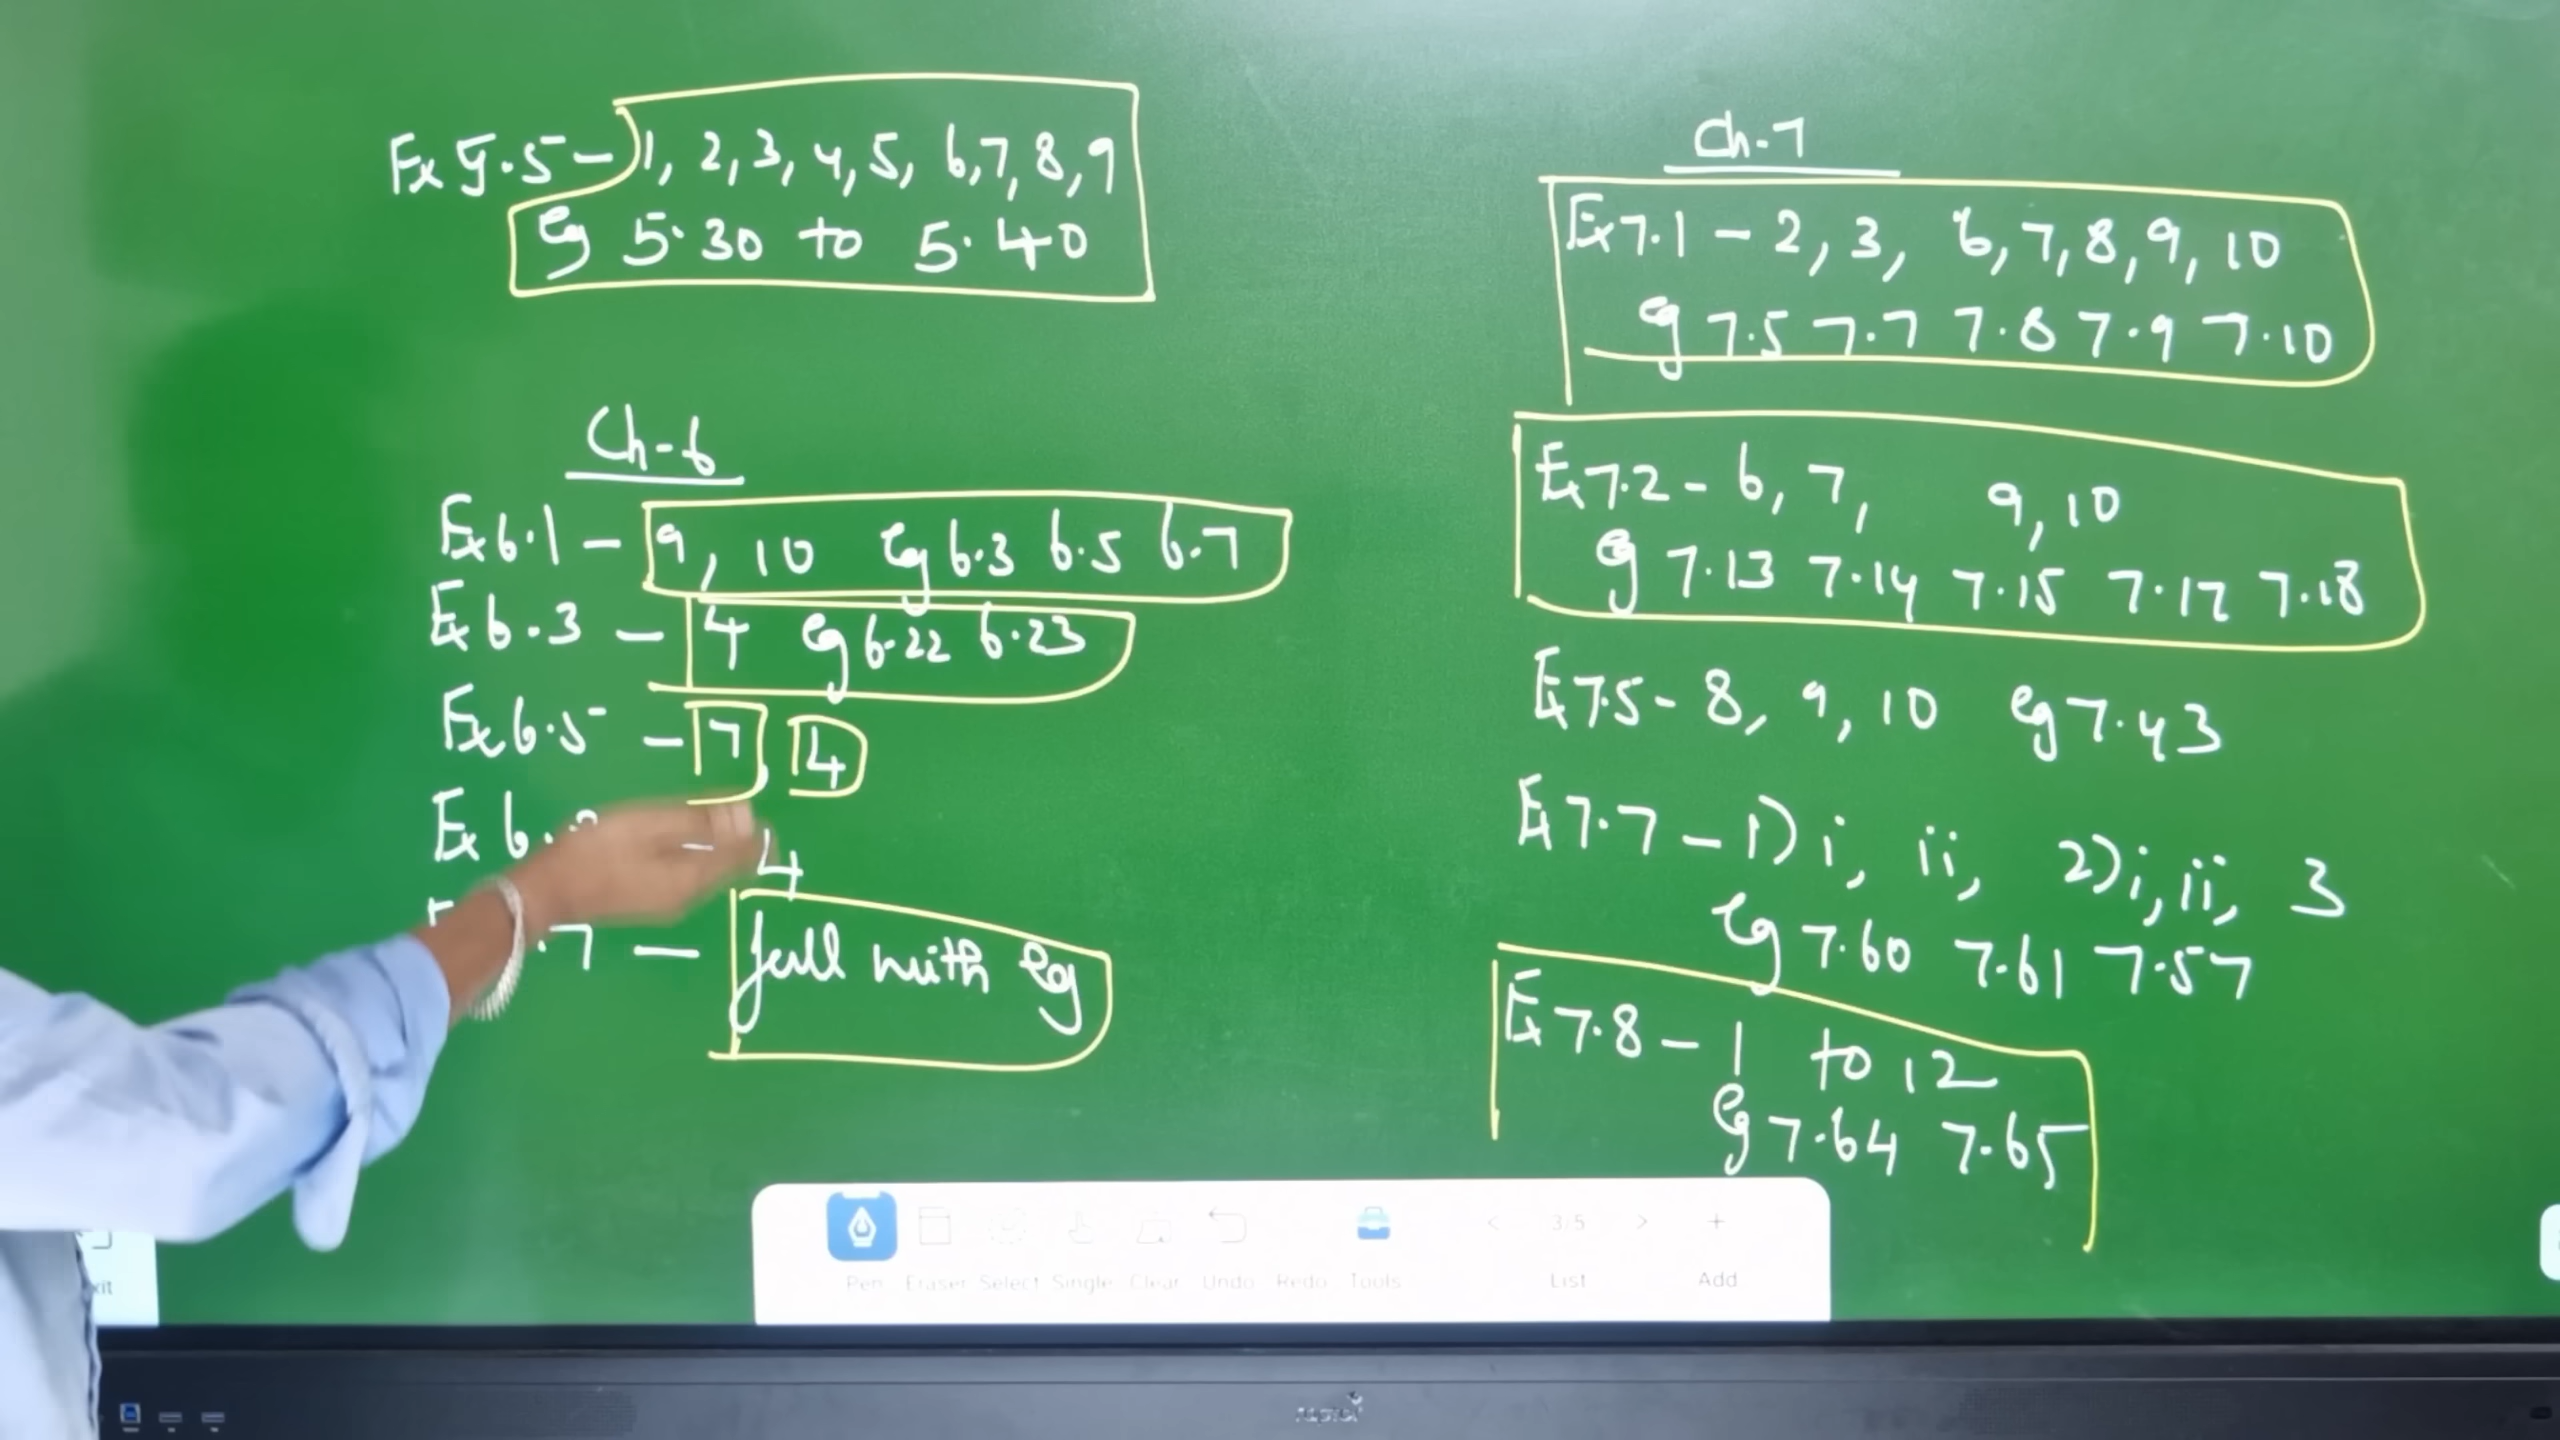 Ex 5.5 - 1, 2, 3, 4, 5, 6, 7, 8, 9
eg 5.30 to 5.40
Ch-6
Ex 6.1 - 9, 10 eg 6.3 6.5 6.7
Ex 6.3 - 4 eg 6.22 6.23
Ex 6.5 - 7, 4
Ex 6. - 4
.7 - full with eg
Ch-7
Ex 7.1 - 2, 3, 6, 7, 8, 9, 10
eg 7.5 7.7 7.8 7.9 7.10
Ex 7.2 - 6, 7, 9, 10
eg 7.13 7.14 7.15 7.17 7.18
Ex 7.5 - 8, 9, 10 eg 7.43
Ex 7.7 - 1) i, ii, 2) i, ii, 3
eg 7.60 7.61 7.57
Ex 7.8 - 1 to 12
eg 7.64 7.65
< 3/5 > +
Pen Eraser Select Single Clear Undo Redo Tools List Add